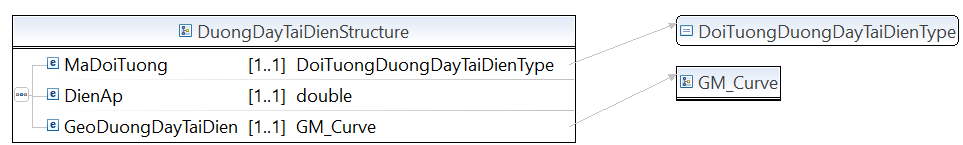 DuongDayTaiDienStructure
MaDoiTuong [1..1] DoiTuongDuongDayTaiDienType
DienAp [1..1] double
GeoDuongDayTaiDien [1..1] GM_Curve
DoiTuongDuongDayTaiDienType
GM_Curve